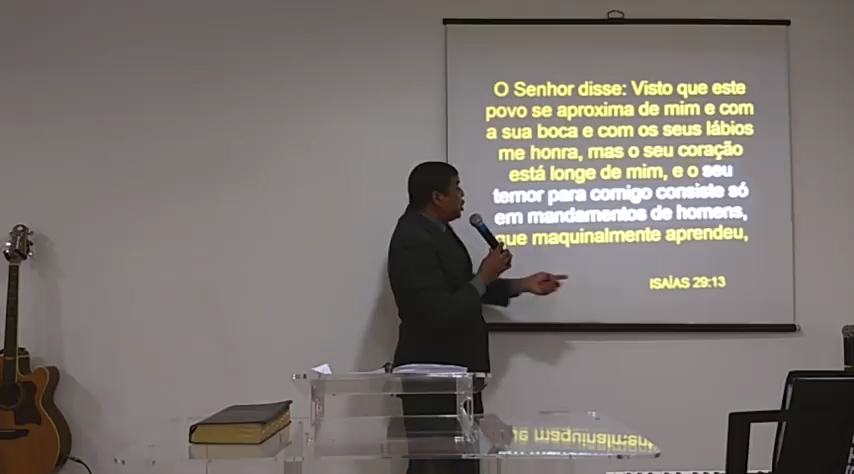 O Senhor disse: Visto que este
povo se aproxima de mim e com
a sua boca e com os seus lábios
me honra, mas o seu coração
está longe de mim, e o seu
temor para comigo consiste só
em mandamentos de homens,
que maquinalmente aprendeu,
ISAÍAS 29:13